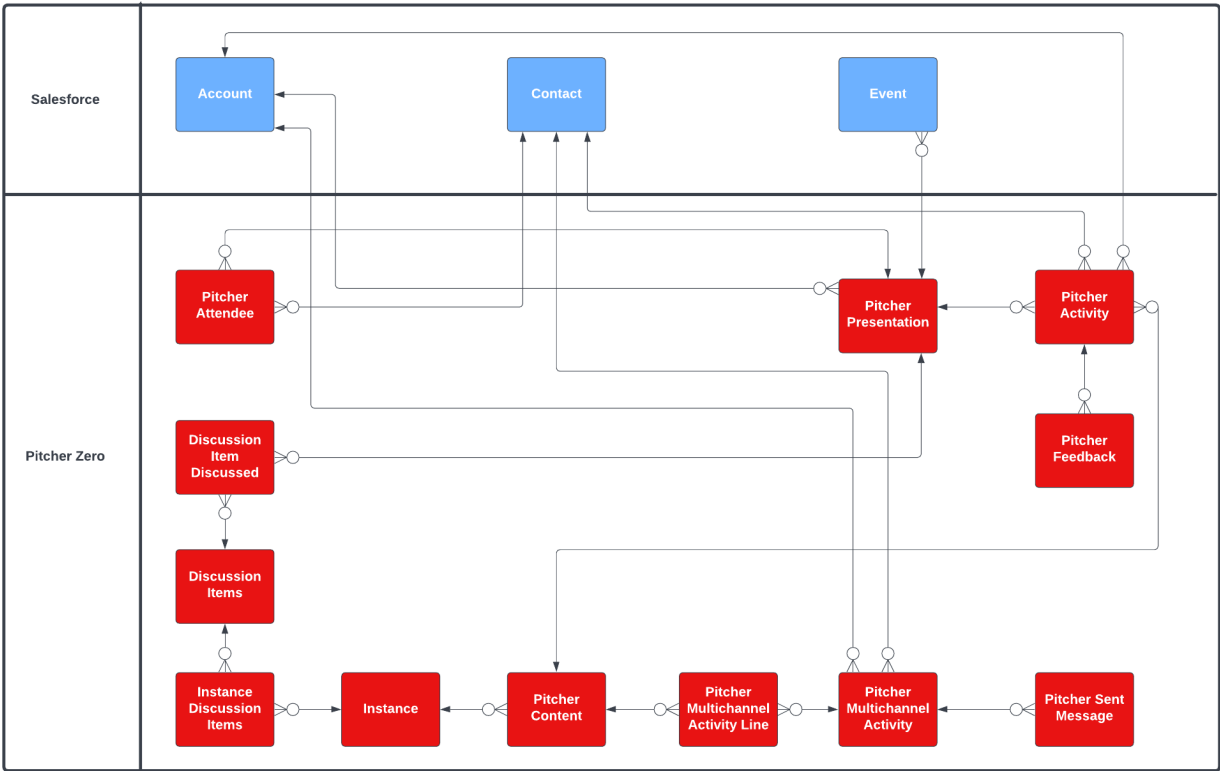 Salesforce
Account
Contact
Event
Pitcher Zero
Pitcher
Attendee
Pitcher
Presentation
Pitcher
Activity
Discussion
Item
Discussed
Pitcher
Feedback
Discussion
Items
Instance
Discussion
Items
Instance
Pitcher
Content
Pitcher
Multichannel
Activity Line
Pitcher
Multichannel
Activity
Pitcher Sent
Message